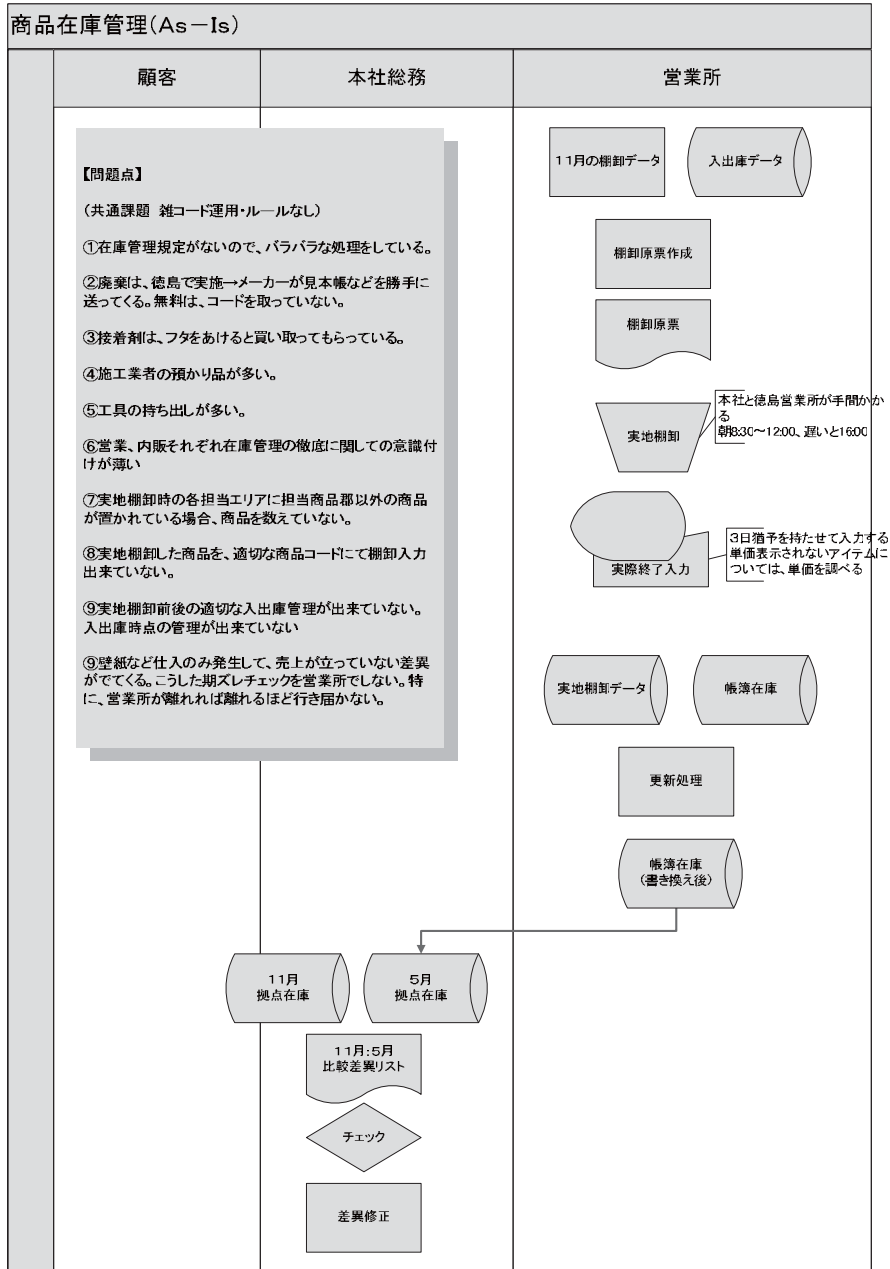 商品在庫管理（As－Is）
顧客
本社総務
営業所
【問題点】
（共通課題 雑コード運用・ルールなし）
①在庫管理規定がないので、バラバラな処理をしている。
②廃棄は、徳島で実施→メーカーが見本帳などを勝手に
送ってくる。無料は、コードを取っていない。
③接着剤は、フタをあけると買い取ってもらっている。
④施工業者の預かり品が多い。
⑤工具の持ち出しが多い。
⑥営業、内販それぞれ在庫管理の徹底に関しての意識付
けが薄い
⑦実地棚卸時の各担当エリアに担当商品郡以外の商品
が置かれている場合、商品を数えていない。
⑧実地棚卸した商品を、適切な商品コードにて棚卸入力
出来ていない。
⑨実地棚卸前後の適切な入出庫管理が出来ていない。
入出庫時点の管理が出来ていない
⑨壁紙など仕入のみ発生して、売上が立っていない差異
がでてくる。こうした期ズレチェックを営業所でしない。特
に、営業所が離れれば離れるほど行き届かない。
11月の棚卸データ
入出庫データ
棚卸原票作成
棚卸原票
実地棚卸
本社と徳島営業所が手間かか
る
朝8:30～12:00、遅いと16:00
実際終了入力
3日猶予を持たせて入力する
単価表示されないアイテムに
ついては、単価を調べる
実地棚卸データ
帳簿在庫
更新処理
帳簿在庫
（書き換え後）
11月
拠点在庫
5月
拠点在庫
11月:5月
比較差異リスト
チェック
差異修正